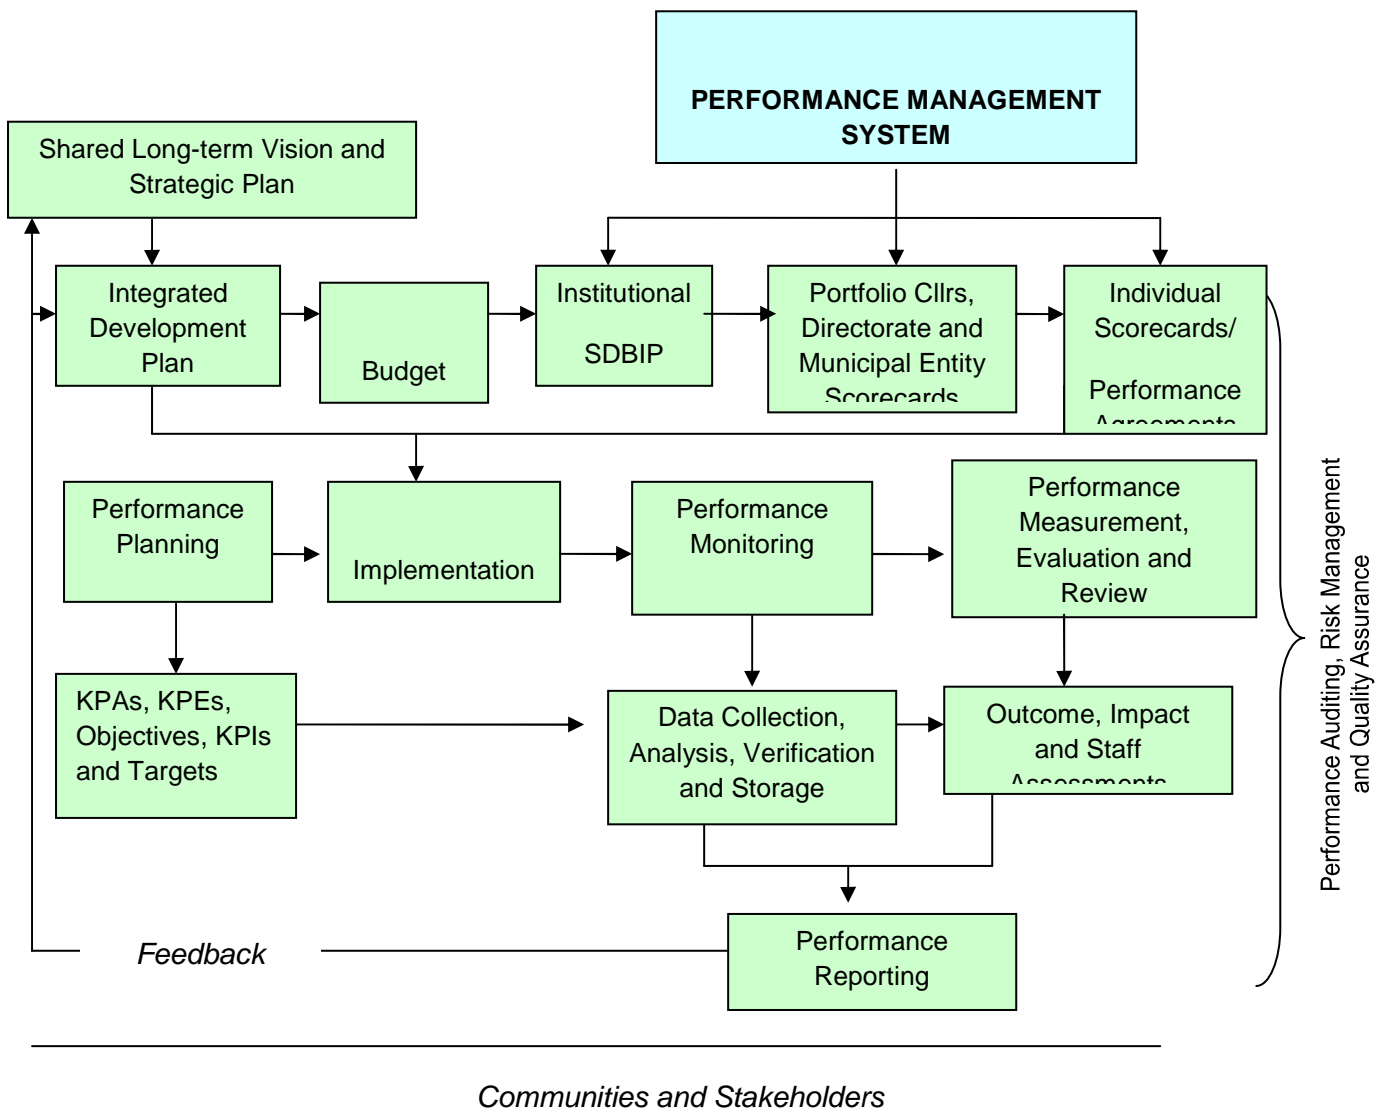 PERFORMANCE MANAGEMENT
SYSTEM
Shared Long-term Vision and
Strategic Plan
Integrated
Development
Plan
Budget
Institutional
SDBIP
Portfolio Cllrs,
Directorate and
Municipal Entity
Scorecards
Individual
Scorecards/
Performance
Agreements
Performance
Planning
Implementation
Performance
Monitoring
Performance
Measurement,
Evaluation and
Review
KPAs, KPEs,
Objectives, KPIs
and Targets
Data Collection,
Analysis, Verification
and Storage
Outcome, Impact
and Staff
Assessments
Performance Auditing, Risk Management
and Quality Assurance
Feedback
Performance
Reporting
Communities and Stakeholders